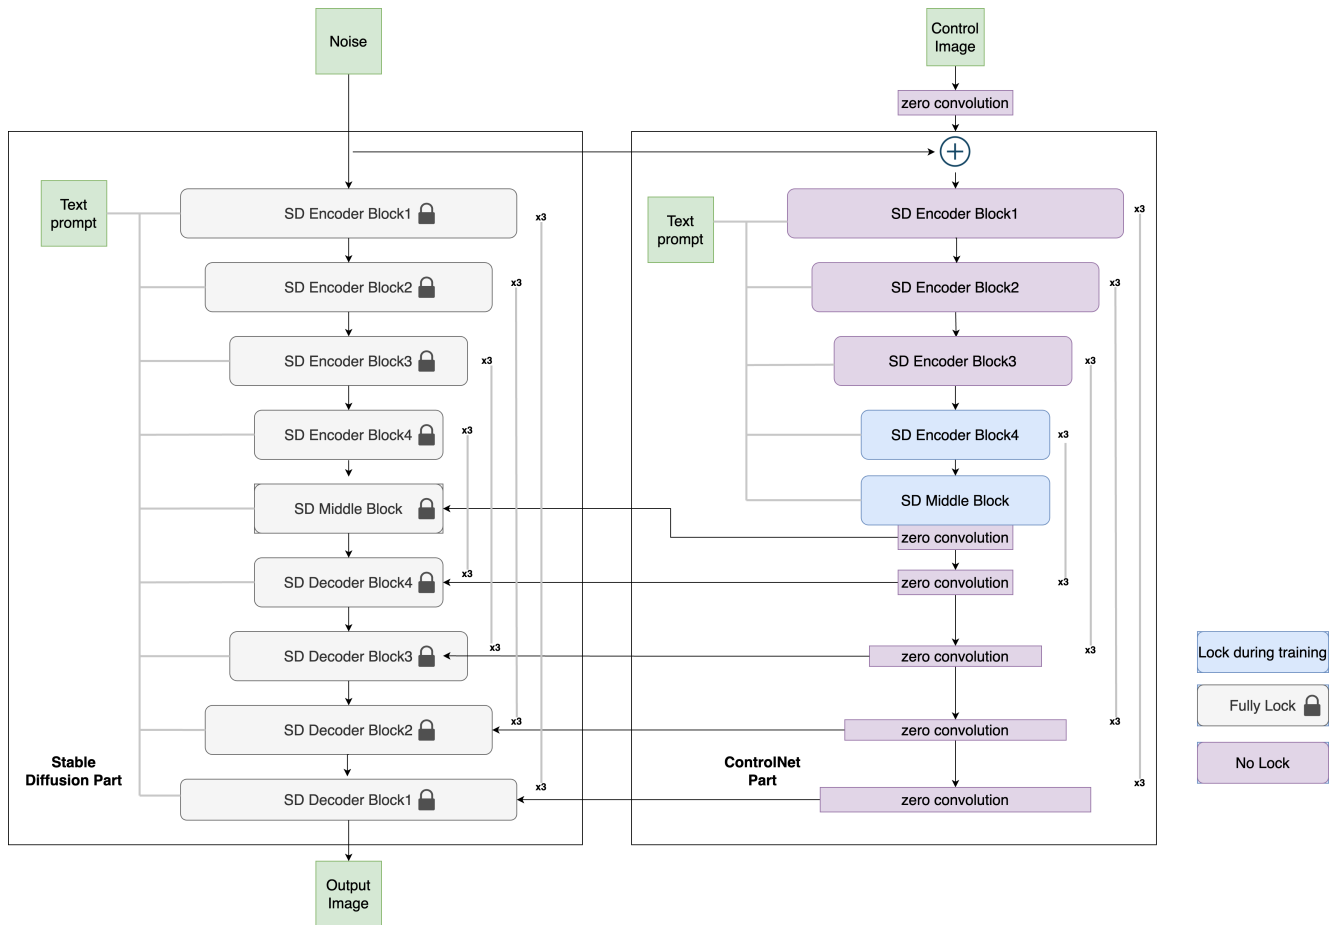 Noise
Control
Image
zero convolution
Text
prompt
SD Encoder Block1
x3
SD Encoder Block2
x3
SD Encoder Block3
x3
SD Encoder Block4
x3
SD Middle Block
SD Decoder Block4
x3
SD Decoder Block3
x3
SD Decoder Block2
x3
SD Decoder Block1
x3
Stable
Diffusion Part
Output
Image
Text
prompt
SD Encoder Block1
x3
SD Encoder Block2
x3
SD Encoder Block3
x3
SD Encoder Block4
x3
SD Middle Block
zero convolution
zero convolution
x3
zero convolution
x3
zero convolution
x3
zero convolution
x3
ControlNet
Part
Lock during training
Fully Lock
No Lock